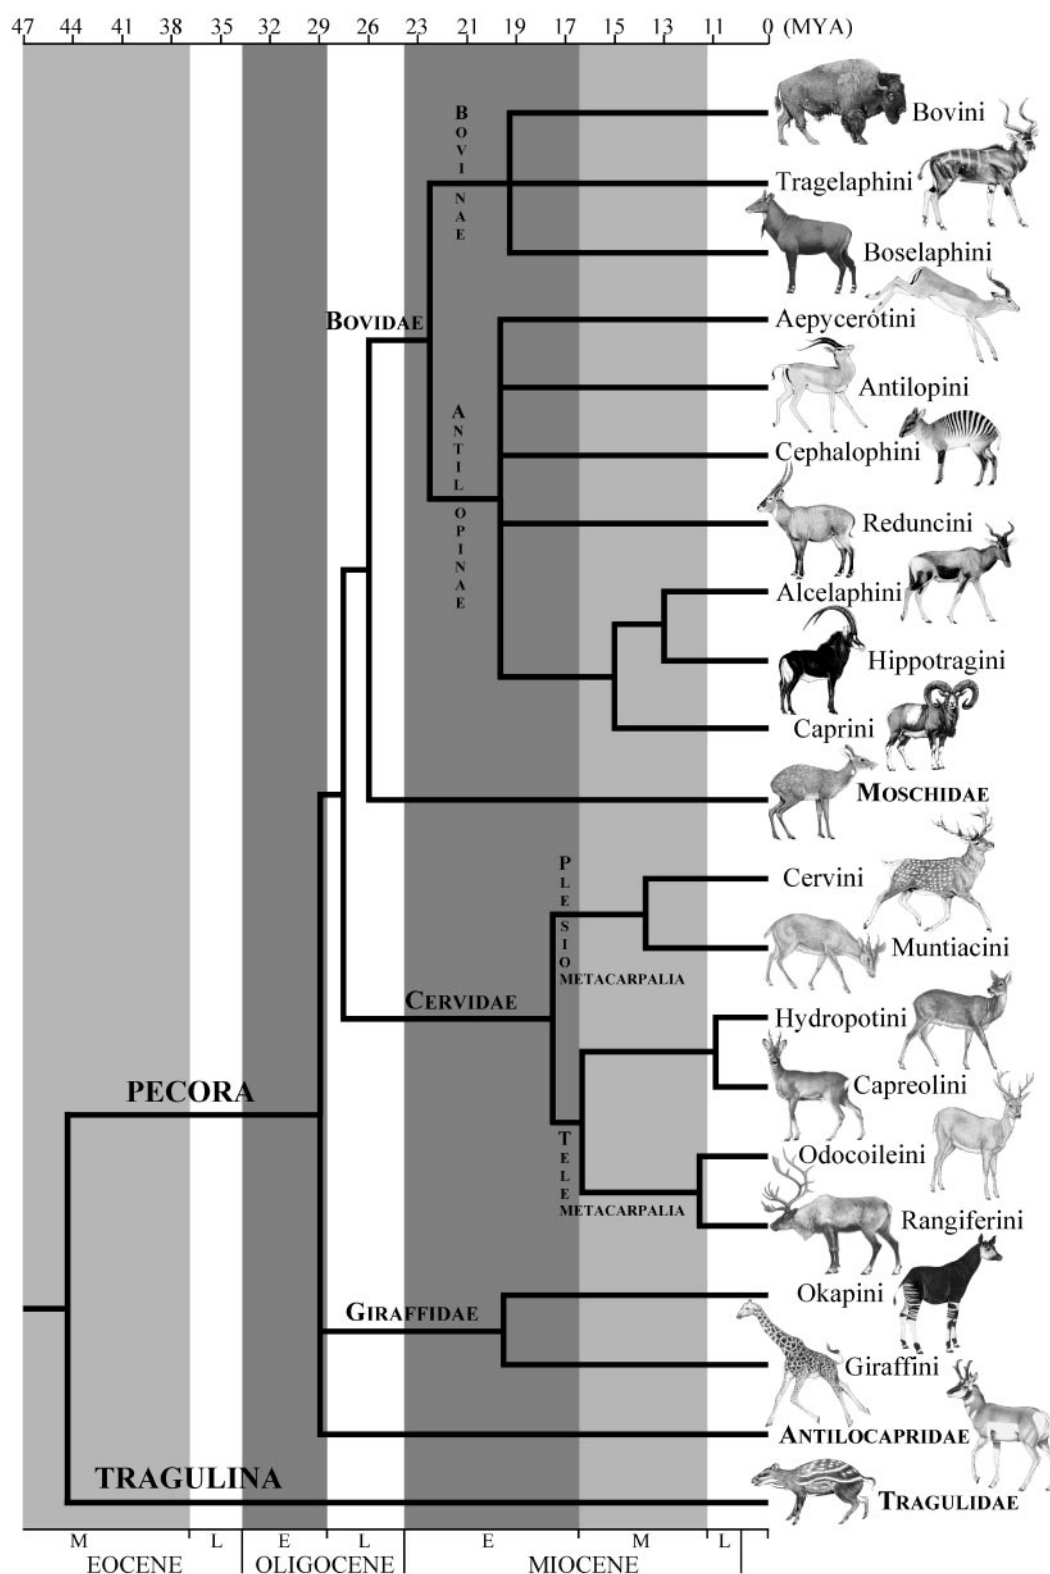 47 44 41 38 35 32 29 26 23 21 19 17 15 13 11 0 (MYA)
BOVINAE
Bovini
Tragelaphini
Boselaphini
BOVIDAE
Aepycerotini
ANTILOPINAE
Antilopini
Cephalophini
Reduncini
Alcelaphini
Hippotragini
Caprini
MOSCHIDAE
PLESIOMETACARPALIA
Cervini
Muntiacini
CERVIDAE
Hydropotini
Capreolini
PECORA
TELEMETACARPALIA
Odocoileini
Rangiferini
Okapini
GIRAFFIDAE
Giraffini
ANTILOCAPRIDAE
TRAGULINA
TRAGULIDAE
M L E L E M L
EOCENE OLIGOCENE MIOCENE